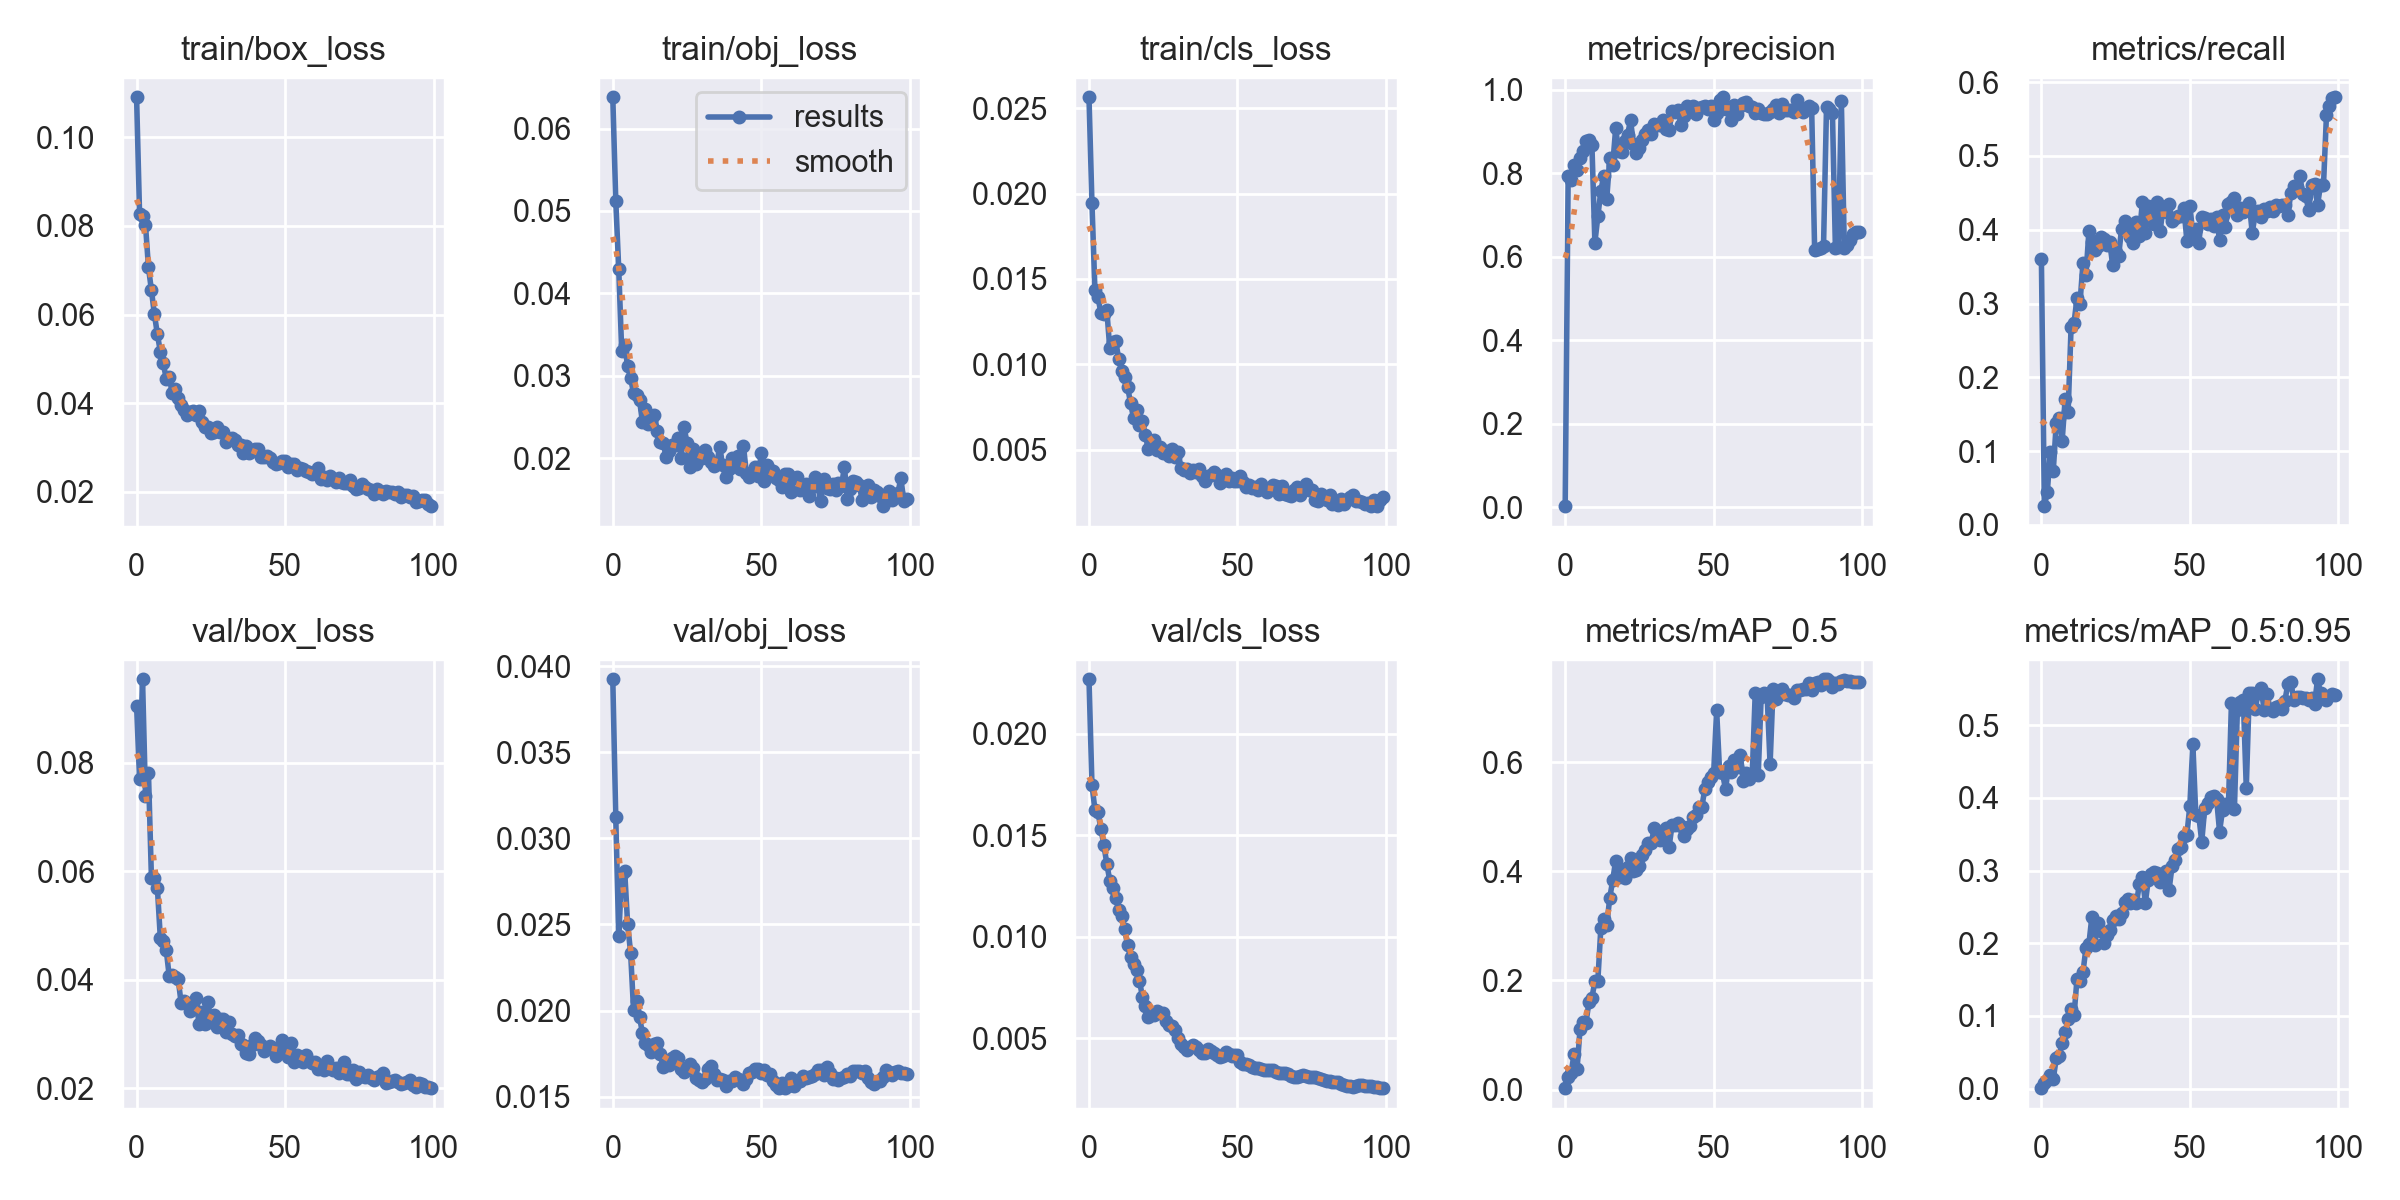 train/box_loss
0.10
0.08
0.06
0.04
0.02
0 50 100
train/obj_loss
results
smooth
0.06
0.05
0.04
0.03
0.02
0 50 100
train/cls_loss
0.025
0.020
0.015
0.010
0.005
0 50 100
metrics/precision
1.0
0.8
0.6
0.4
0.2
0.0
0 50 100
metrics/recall
0.6
0.5
0.4
0.3
0.2
0.1
0.0
0 50 100
val/box_loss
0.08
0.06
0.04
0.02
0 50 100
val/obj_loss
0.040
0.035
0.030
0.025
0.020
0.015
0 50 100
val/cls_loss
0.020
0.015
0.010
0.005
0 50 100
metrics/mAP_0.5
0.6
0.4
0.2
0.0
0 50 100
metrics/mAP_0.5:0.95
0.5
0.4
0.3
0.2
0.1
0.0
0 50 100